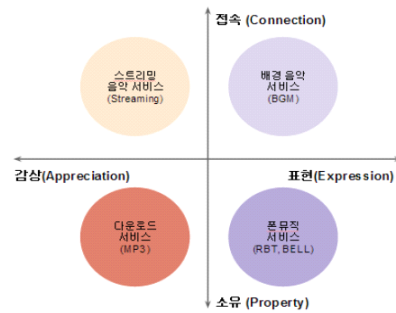 접속 (Connection)
스트리밍
음악 서비스
(Streaming)
배경 음악
서비스
(BGM)
감상(Appreciation)
표현(Expression)
다운로드
서비스
(MP3)
폰뮤직
서비스
(RBT, BELL)
소유 (Property)